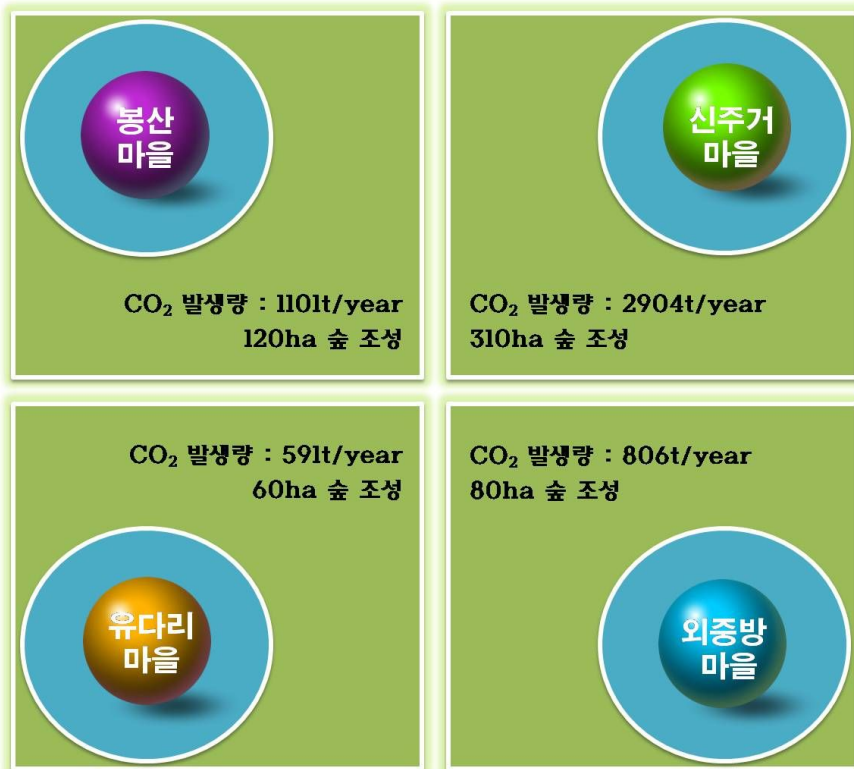 봉산
마을
CO₂ 발생량 : 1101t/year
120ha 숲 조성
신주거
마을
CO₂ 발생량 : 2904t/year
310ha 숲 조성
CO₂ 발생량 : 591t/year
60ha 숲 조성
유다리
마을
CO₂ 발생량 : 806t/year
80ha 숲 조성
외중방
마을